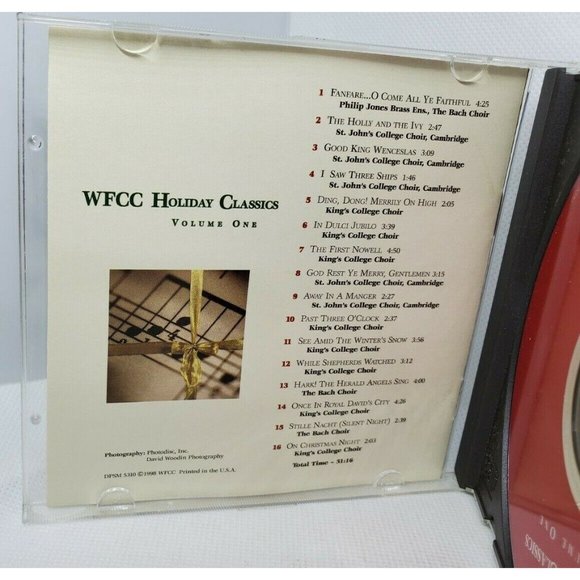 WFCC HOLIDAY CLASSICS
VOLUME ONE
1 FANFARE...O COME ALL YE FAITHFUL 4:25
Philip Jones Brass Ens., The Bach Choir
2 THE HOLLY AND THE IVY 2:47
St. John's College Choir, Cambridge
3 GOOD KING WENCESLAS 3:09
St. John's College Choir, Cambridge
4 I SAW THREE SHIPS 1:46
St. John's College Choir, Cambridge
5 DING, DONG! MERRILY ON HIGH 2:05
King's College Choir
6 IN DULCI JUBILO 3:39
King's College Choir
7 THE FIRST NOWELL 4:50
King's College Choir
8 GOD REST YE MERRY, GENTLEMEN 3:15
St. John's College Choir, Cambridge
9 AWAY IN A MANGER 2:27
St. John's College Choir, Cambridge
10 PAST THREE O'CLOCK 2:37
King's College Choir
11 SEE AMID THE WINTER'S SNOW 3:56
King's College Choir
12 WHILE SHEPHERDS WATCHED 3:12
King's College Choir
13 HARK! THE HERALD ANGELS SING 4:00
The Bach Choir
14 ONCE IN ROYAL DAVID'S CITY 4:26
King's College Choir
15 STILLE NACHT (SILENT NIGHT) 2:39
The Bach Choir
16 ON CHRISTMAS NIGHT 2:03
King's College Choir
Total Time - 51:16
Photography: Photodisc, Inc.
David Woodin Photography
DPSM 5310 ©1998 WFCC Printed in the U.S.A.
CLASSICS
ONE